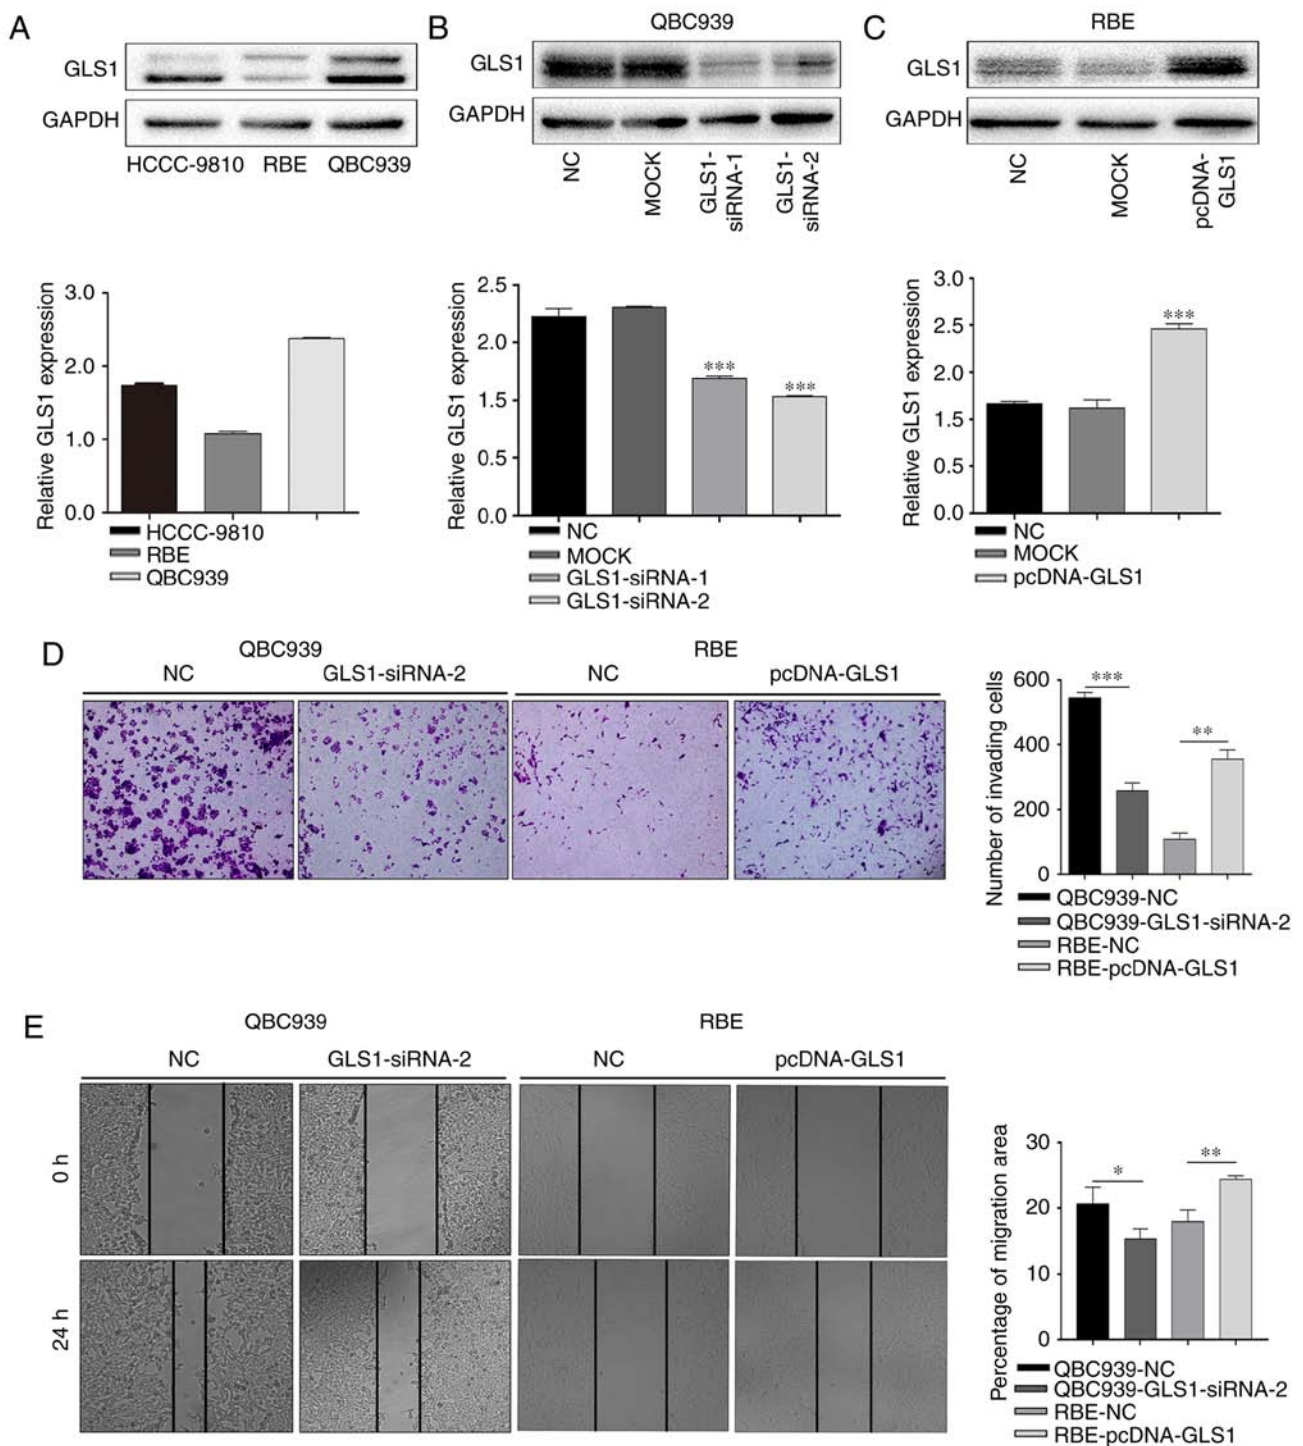 A
GLS1
GAPDH
HCCC-9810 RBE QBC939
Relative GLS1 expression
3.0
2.0
1.0
0.0
HCCC-9810
RBE
QBC939
B
QBC939
GLS1
GAPDH
NC
MOCK
GLS1-
siRNA-1
GLS1-
siRNA-2
Relative GLS1 expression
2.5
2.0
1.5
0.5
0.0
***
***
NC
MOCK
GLS1-siRNA-1
GLS1-siRNA-2
C
RBE
GLS1
GAPDH
NC
MOCK
pcDNA-
GLS1
Relative GLS1 expression
3.0
2.5
2.0
1.5
0.5
0.0
***
NC
MOCK
pcDNA-GLS1
D
QBC939 RBE
NC GLS1-siRNA-2 NC pcDNA-GLS1
Number of invading cells
600
400
200
0
***
**
QBC939-NC
QBC939-GLS1-siRNA-2
RBE-NC
RBE-pcDNA-GLS1
E
QBC939 RBE
NC GLS1-siRNA-2 NC pcDNA-GLS1
0 h
24 h
Percentage of migration area
30
20
10
0
*
**
QBC939-NC
QBC939-GLS1-siRNA-2
RBE-NC
RBE-pcDNA-GLS1